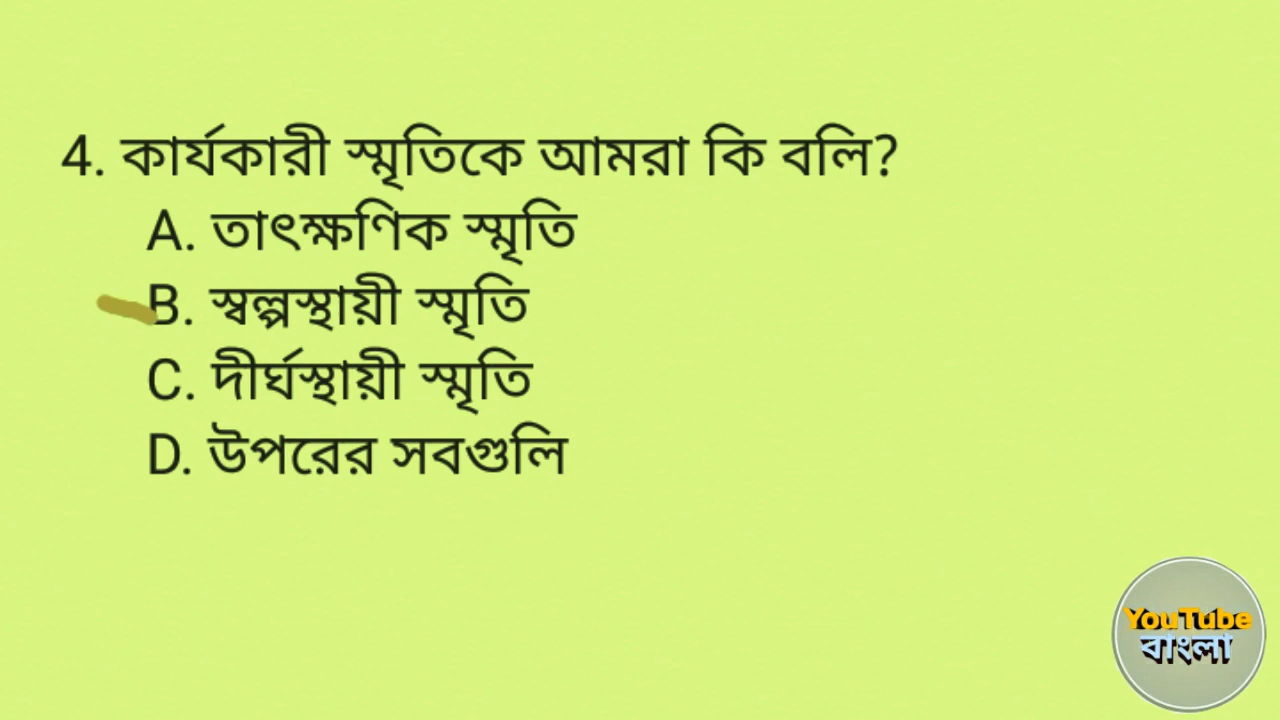 4. কার্যকারী স্মৃতিকে আমরা কি বলি?
A. তাৎক্ষণিক স্মৃতি
B. স্বল্পস্থায়ী স্মৃতি
C. দীর্ঘস্থায়ী স্মৃতি
D. উপরের সবগুলি
YouTube
বাংলা